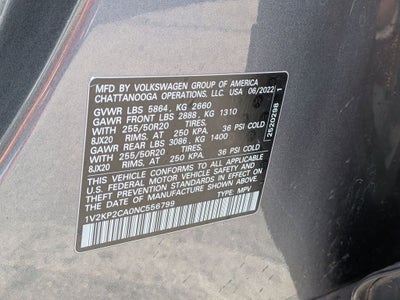 MFD BY VOLKSWAGEN GROUP OF AMERICA
CHATTANOOGA OPERATIONS, LLC. USA 06/2022
GVWR LBS 5864, KG 2660
GAWR FRONT LBS 2888, KG 1310
WITH 255/50R20 TIRES,
8JX20 RIMS, AT 250 KPA. 36 PSI COLD
GAWR REAR LBS 3086, KG 1400
WITH 255/50R20 TIRES,
8JX20 RIMS, AT 250 KPA. 36 PSI COLD
THIS VEHICLE CONFORMS TO ALL APPLICABLE
U.S. FEDERAL MOTOR VEHICLE SAFETY AND
THEFT PREVENTION STANDARDS IN EFFECT ON
THE DATE OF MANUFACTURE SHOWN ABOVE.
1V2KP2CA0NC556799 TYPE: MPV
2520298 1